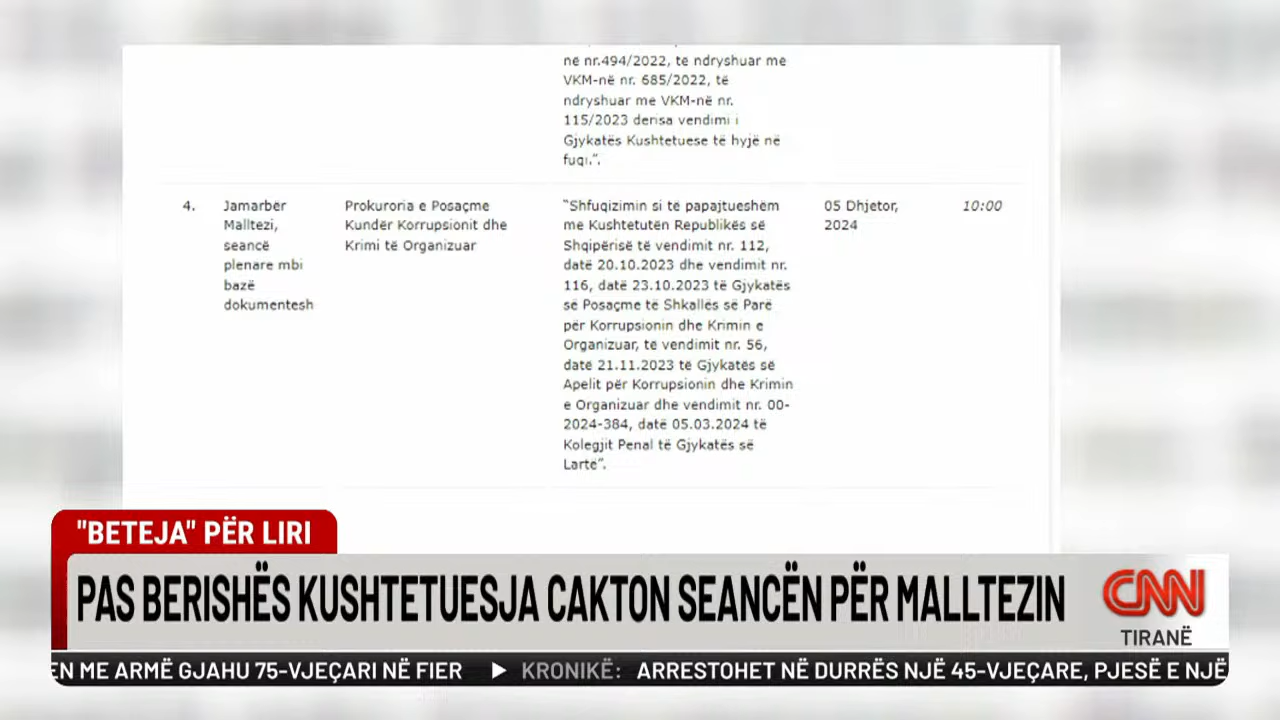 në nr.494/2022, të ndryshuar me
VKM-në nr. 685/2022, të
ndryshuar me VKM-në nr.
115/2023 derisa vendimi i
Gjykatës Kushtetuese të hyjë në
fuqi.”.
4.
Jamarbër
Malltezi,
seancë
plenare mbi
bazë
dokumentesh
Prokuroria e Posaçme
Kundër Korrupsionit dhe
Krimi të Organizuar
“Shfuqizimin si të papajtueshëm
me Kushtetutën Republikës së
Shqipërisë të vendimit nr. 112,
datë 20.10.2023 dhe vendimit nr.
116, datë 23.10.2023 të Gjykatës
së Posaçme të Shkallës së Parë
për Korrupsionin dhe Krimin e
Organizuar, të vendimit nr. 56,
datë 21.11.2023 të Gjykatës së
Apelit për Korrupsionin dhe Krimin
e Organizuar dhe vendimit nr. 00-
2024-384, datë 05.03.2024 të
Kolegjit Penal të Gjykatës së
Lartë”.
05 Dhjetor,
2024
10:00
"BETEJA" PËR LIRI
PAS BERISHËS KUSHTETUESJA CAKTON SEANCËN PËR MALLTEZIN
CNN
TIRANË
EN ME ARMË GJAHU 75-VJEÇARI NË FIER ▶ KRONIKË: ARRESTOHET NË DURRËS NJË 45-VJEÇARE, PJESË E NJË